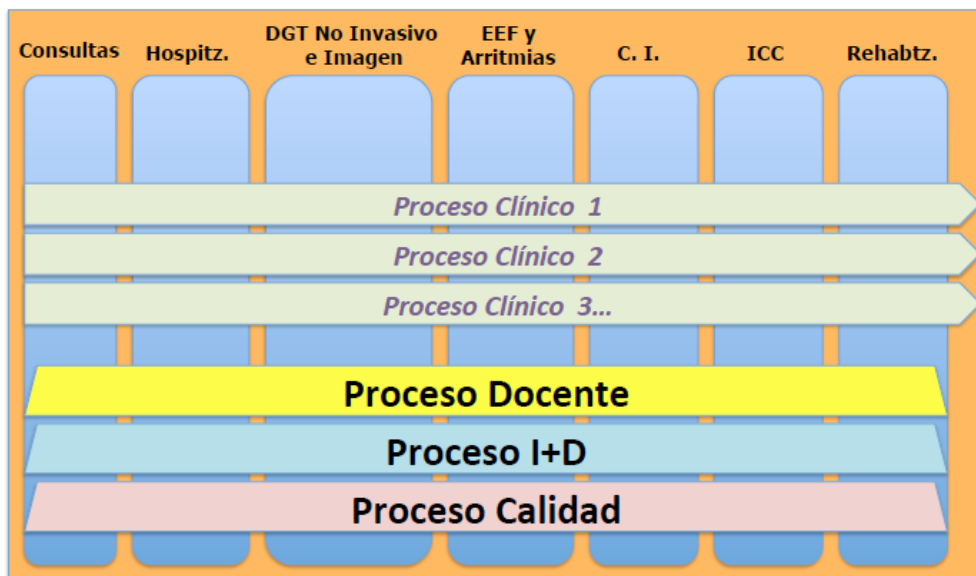 Consultas
Hospitz.
DGT No Invasivo
e Imagen
EEF y
Arritmias
C. I.
ICC
Rehabtz.
Proceso Clínico 1
Proceso Clínico 2
Proceso Clínico 3...
Proceso Docente
Proceso I+D
Proceso Calidad